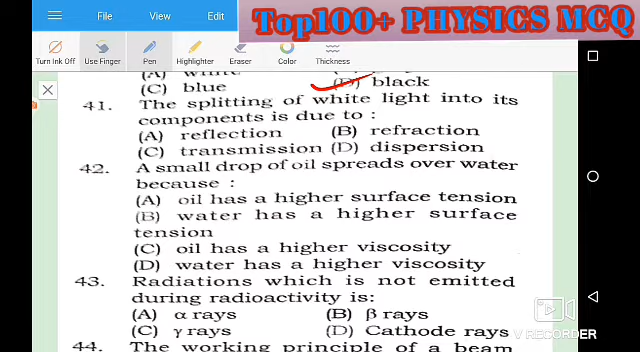 Top100+ PHYSICS MCQ
File View Edit
Turn Ink Off Use Finger Pen Highlighter Eraser Color Thickness
(A) white
(C) blue (D) black
41. The splitting of white light into its
components is due to :
(A) reflection (B) refraction
(C) transmission (D) dispersion
42. A small drop of oil spreads over water
because :
(A) oil has a higher surface tension
(B) water has a higher surface
tension
(C) oil has a higher viscosity
(D) water has a higher viscosity
43. Radiations which is not emitted
during radioactivity is:
(A) α rays (B) β rays
(C) γ rays (D) Cathode rays
44. The working principle of a beam
V RECORDER